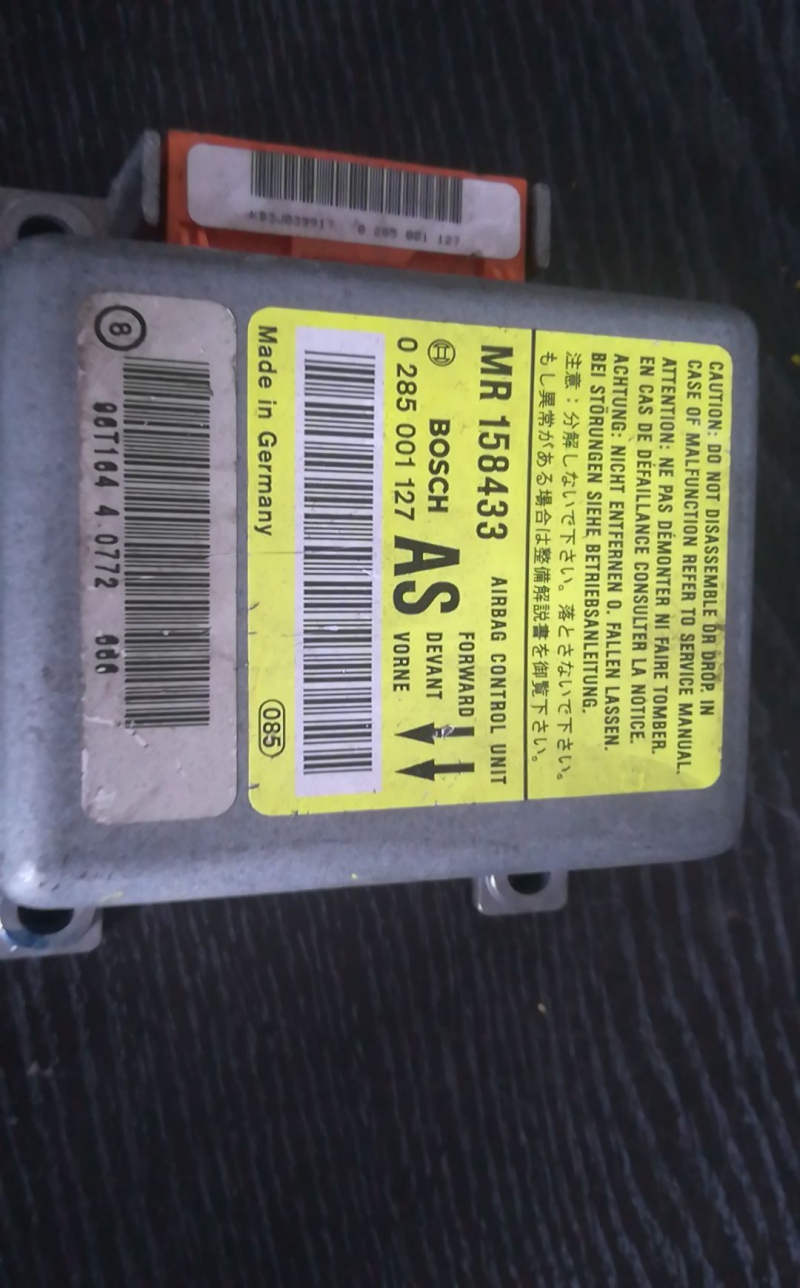 CAUTION: DO NOT DISASSEMBLE OR DROP. IN
CASE OF MALFUNCTION REFER TO SERVICE MANUAL.
ATTENTION: NE PAS DÉMONTER NI FAIRE TOMBER.
EN CAS DE DÉFAILLANCE CONSULTER LA NOTICE.
ACHTUNG: NICHT ENTFERNEN O. FALLEN LASSEN.
BEI STÖRUNGEN SIEHE BETRIEBSANLEITUNG.
注意：分解しないで下さい。落とさないで下さい。
もし異常がある場合は整備解説書を御覧下さい。
MR 158433 AIRBAG CONTROL UNIT
BOSCH
0 285 001 127
AS
FORWARD
DEVANT
VORNE
Made in Germany
085
8
96T104 4 0772 006
0 285 001 127